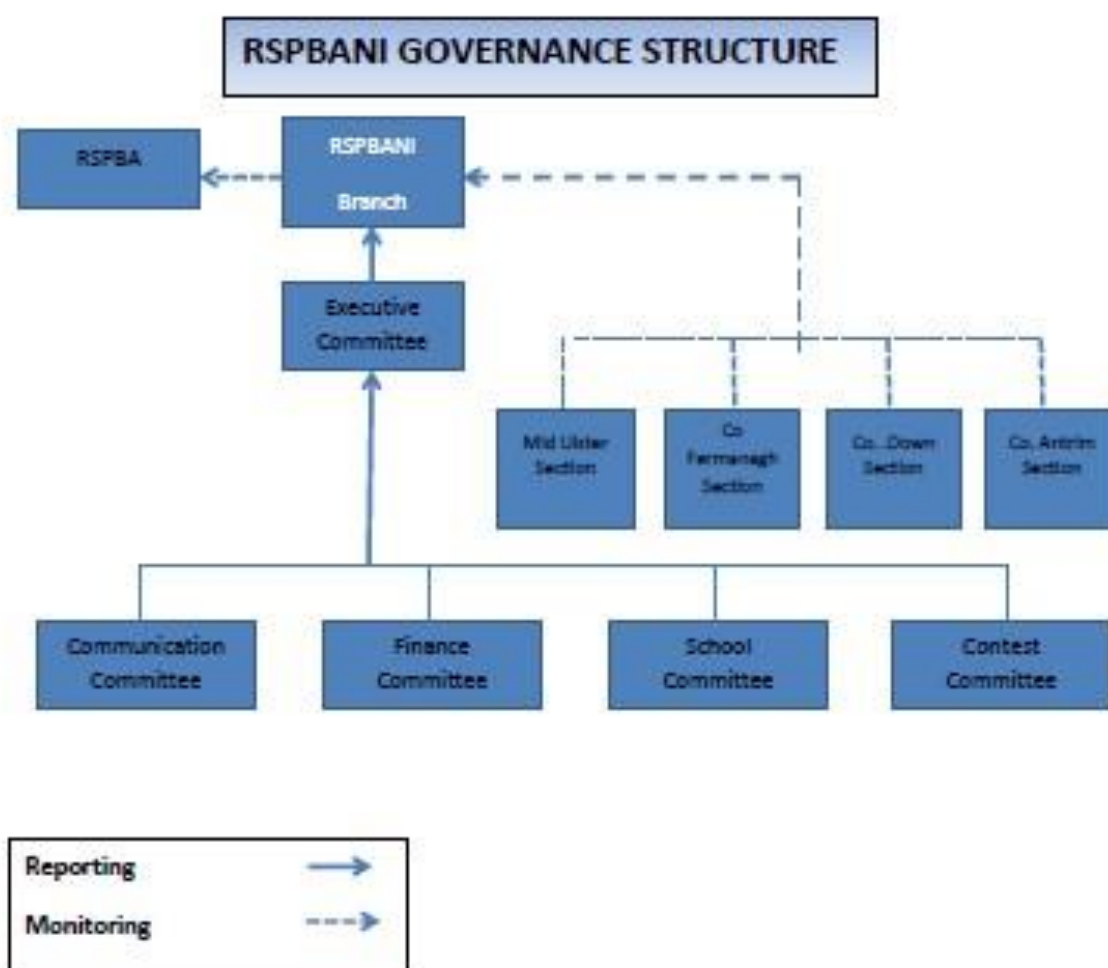 RSPBANI GOVERNANCE STRUCTURE
RSPBA
RSPBANI
Branch
Executive
Committee
Mid Ulster
Section
Co
Fermanagh
Section
Co. .Down
Section
Co. Antrim
Section
Communication
Committee
Finance
Committee
School
Committee
Contest
Committee
Reporting
Monitoring